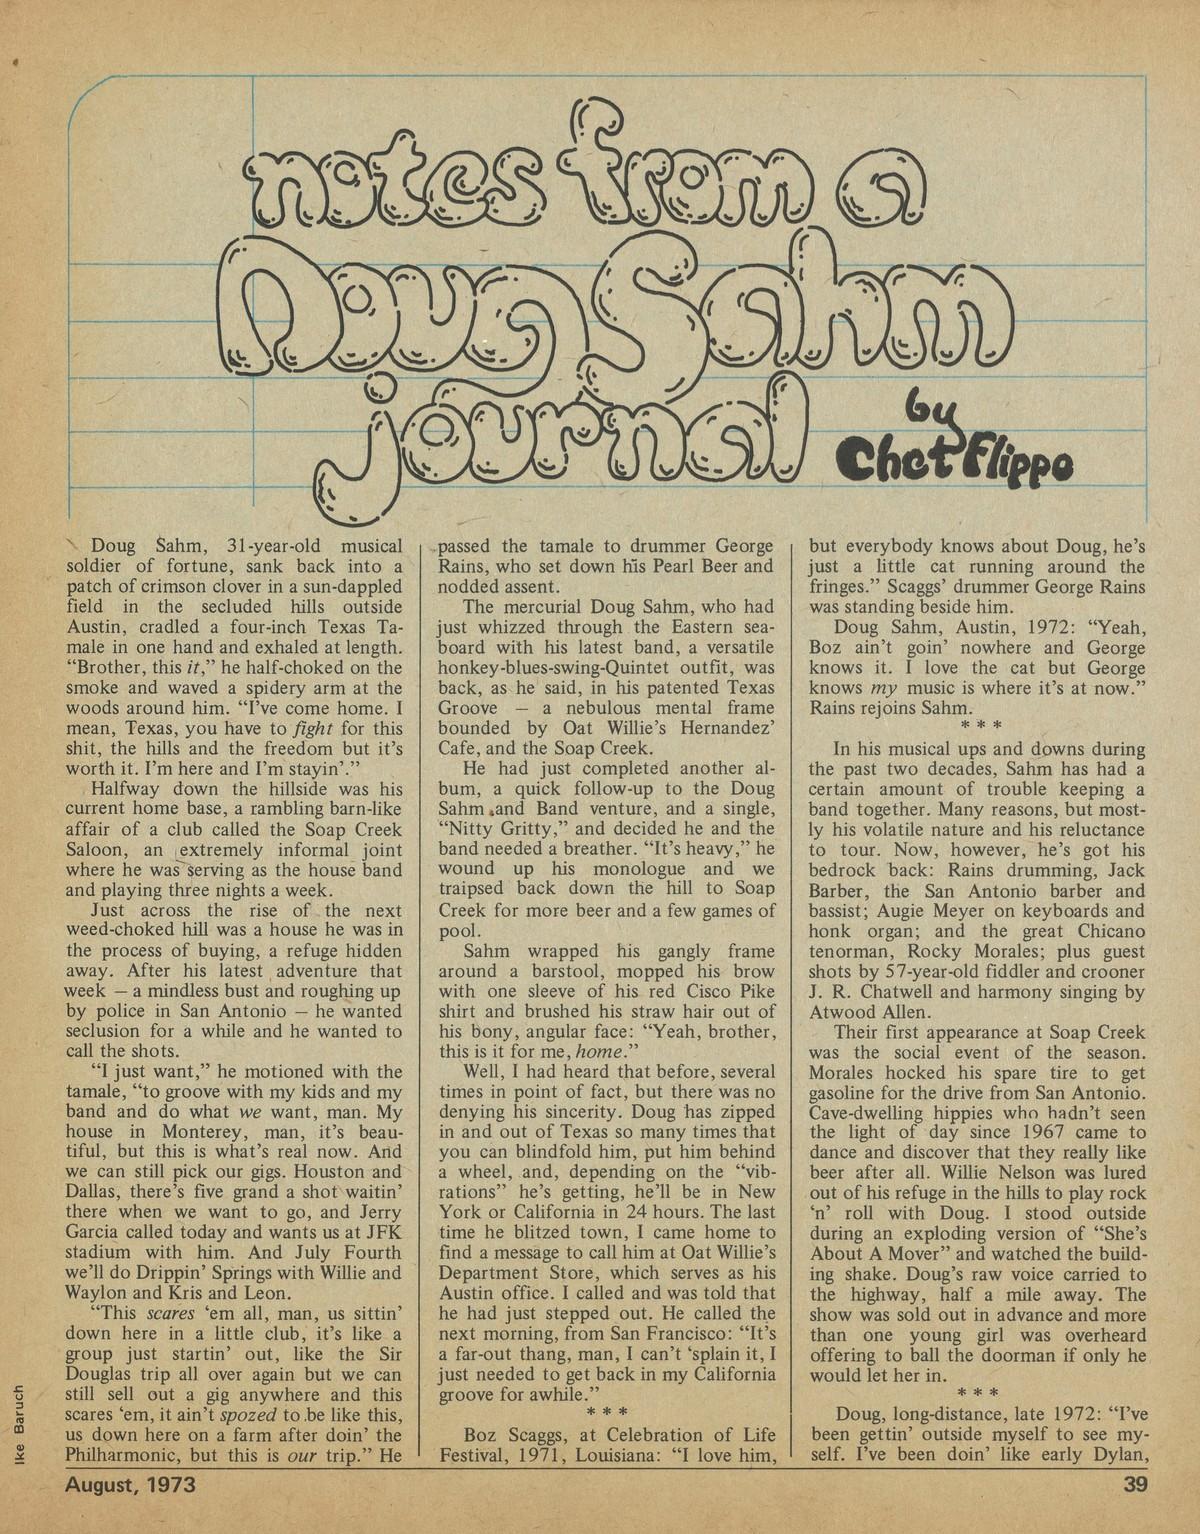 notes from a
Doug Sahm
journal
by
Chet Flippo
Doug Sahm, 31-year-old musical
soldier of fortune, sank back into a
patch of crimson clover in a sun-dappled
field in the secluded hills outside
Austin, cradled a four-inch Texas Ta-
male in one hand and exhaled at length.
“Brother, this it,” he half-choked on the
smoke and waved a spidery arm at the
woods around him. “I’ve come home. I
mean, Texas, you have to fight for this
shit, the hills and the freedom but it’s
worth it. I’m here and I’m stayin’.”
Halfway down the hillside was his
current home base, a rambling barn-like
affair of a club called the Soap Creek
Saloon, an extremely informal joint
where he was serving as the house band
and playing three nights a week.
Just across the rise of the next
weed-choked hill was a house he was in
the process of buying, a refuge hidden
away. After his latest adventure that
week — a mindless bust and roughing up
by police in San Antonio — he wanted
seclusion for a while and he wanted to
call the shots.
“I just want,” he motioned with the
tamale, “to groove with my kids and my
band and do what we want, man. My
house in Monterey, man, it’s beau-
tiful, but this is what’s real now. And
we can still pick our gigs. Houston and
Dallas, there’s five grand a shot waitin’
there when we want to go, and Jerry
Garcia called today and wants us at JFK
stadium with him. And July Fourth
we’ll do Drippin’ Springs with Willie and
Waylon and Kris and Leon.
“This scares ‘em all, man, us sittin’
down here in a little club, it’s like a
group just startin’ out, like the Sir
Douglas trip all over again but we can
still sell out a gig anywhere and this
scares ‘em, it ain’t spozed to be like this,
us down here on a farm after doin’ the
Philharmonic, but this is our trip.” He
passed the tamale to drummer George
Rains, who set down his Pearl Beer and
nodded assent.
The mercurial Doug Sahm, who had
just whizzed through the Eastern sea-
board with his latest band, a versatile
honkey-blues-swing-Quintet outfit, was
back, as he said, in his patented Texas
Groove — a nebulous mental frame
bounded by Oat Willie’s Hernandez’
Cafe, and the Soap Creek.
He had just completed another al-
bum, a quick follow-up to the Doug
Sahm and Band venture, and a single,
“Nitty Gritty,” and decided he and the
band needed a breather. “It’s heavy,” he
wound up his monologue and we
traipsed back down the hill to Soap
Creek for more beer and a few games of
pool.
Sahm wrapped his gangly frame
around a barstool, mopped his brow
with one sleeve of his red Cisco Pike
shirt and brushed his straw hair out of
his bony, angular face: “Yeah, brother,
this is it for me, home.”
Well, I had heard that before, several
times in point of fact, but there was no
denying his sincerity. Doug has zipped
in and out of Texas so many times that
you can blindfold him, put him behind
a wheel, and, depending on the “vib-
rations” he’s getting, he’ll be in New
York or California in 24 hours. The last
time he blitzed town, I came home to
find a message to call him at Oat Willie’s
Department Store, which serves as his
Austin office. I called and was told that
he had just stepped out. He called the
next morning, from San Francisco: “It’s
a far-out thang, man, I can’t ‘splain it, I
just needed to get back in my California
groove for awhile.”
* * *
Boz Scaggs, at Celebration of Life
Festival, 1971, Louisiana: “I love him,
but everybody knows about Doug, he’s
just a little cat running around the
fringes.” Scaggs’ drummer George Rains
was standing beside him.
Doug Sahm, Austin, 1972: “Yeah,
Boz ain’t goin’ nowhere and George
knows it. I love the cat but George
knows my music is where it’s at now.”
Rains rejoins Sahm.
* * *
In his musical ups and downs during
the past two decades, Sahm has had a
certain amount of trouble keeping a
band together. Many reasons, but most-
ly his volatile nature and his reluctance
to tour. Now, however, he’s got his
bedrock back: Rains drumming, Jack
Barber, the San Antonio barber and
bassist; Augie Meyer on keyboards and
honk organ; and the great Chicano
tenorman, Rocky Morales; plus guest
shots by 57-year-old fiddler and crooner
J. R. Chatwell and harmony singing by
Atwood Allen.
Their first appearance at Soap Creek
was the social event of the season.
Morales hocked his spare tire to get
gasoline for the drive from San Antonio.
Cave-dwelling hippies who hadn’t seen
the light of day since 1967 came to
dance and discover that they really like
beer after all. Willie Nelson was lured
out of his refuge in the hills to play rock
‘n’ roll with Doug. I stood outside
during an exploding version of “She’s
About A Mover” and watched the build-
ing shake. Doug’s raw voice carried to
the highway, half a mile away. The
show was sold out in advance and more
than one young girl was overheard
offering to ball the doorman if only he
would let her in.
* * *
Doug, long-distance, late 1972: “I’ve
been gettin’ outside myself to see my-
self. I’ve been doin’ like early Dylan,
Ike Baruch
August, 1973
39